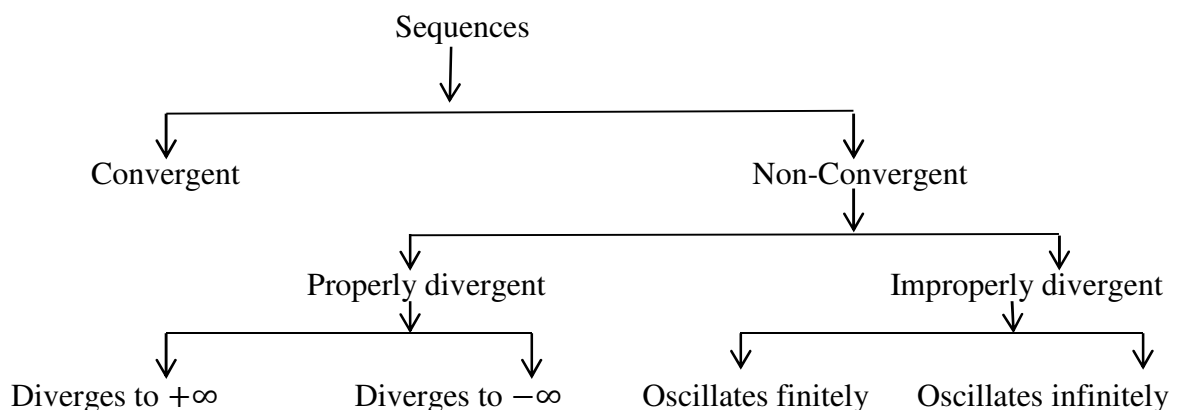 Sequences
Convergent
Non-Convergent
Properly divergent
Improperly divergent
Diverges to +∞
Diverges to −∞
Oscillates finitely
Oscillates infinitely